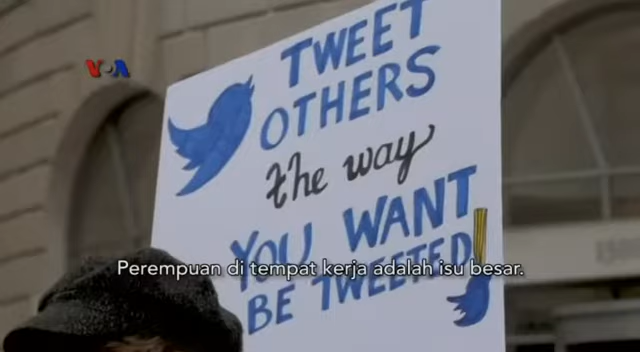 VOA
TWEET
OTHERS
the way
YOU WANT
BE TWEETED
Perempuan di tempat kerja adalah isu besar.